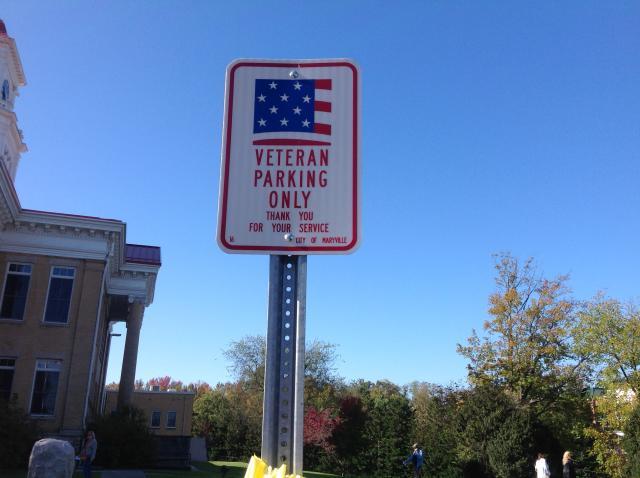 VETERAN
PARKING
ONLY
THANK YOU
FOR YOUR SERVICE
CITY OF MARYVILLE